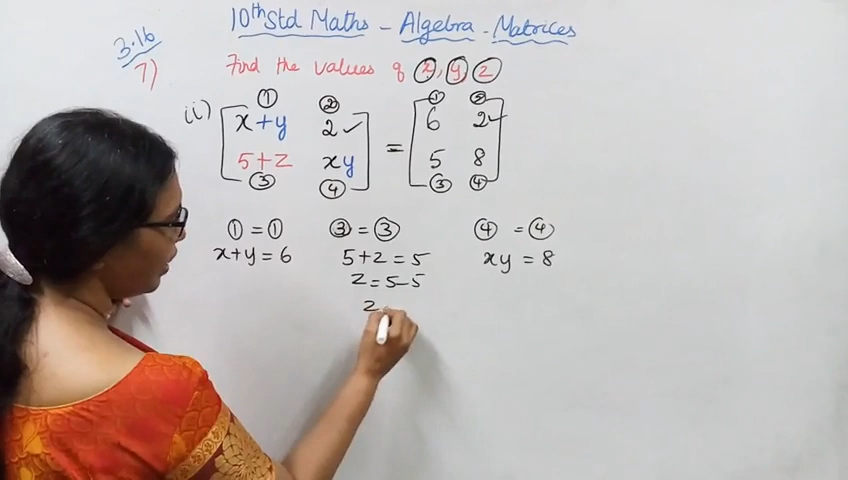 10th Std Maths - Algebra - Matrices
3.16
7) Find the values of x, y, z
ii) [ x+y 2 ✓ ] = [ 6 2 ✓ ]
[ 5+z xy ] [ 5 8 ]
① ② ① ②
③ ④ ③ ④
① = ① ③ = ③ ④ = ④
x+y = 6 5+z = 5 xy = 8
z = 5-5
z